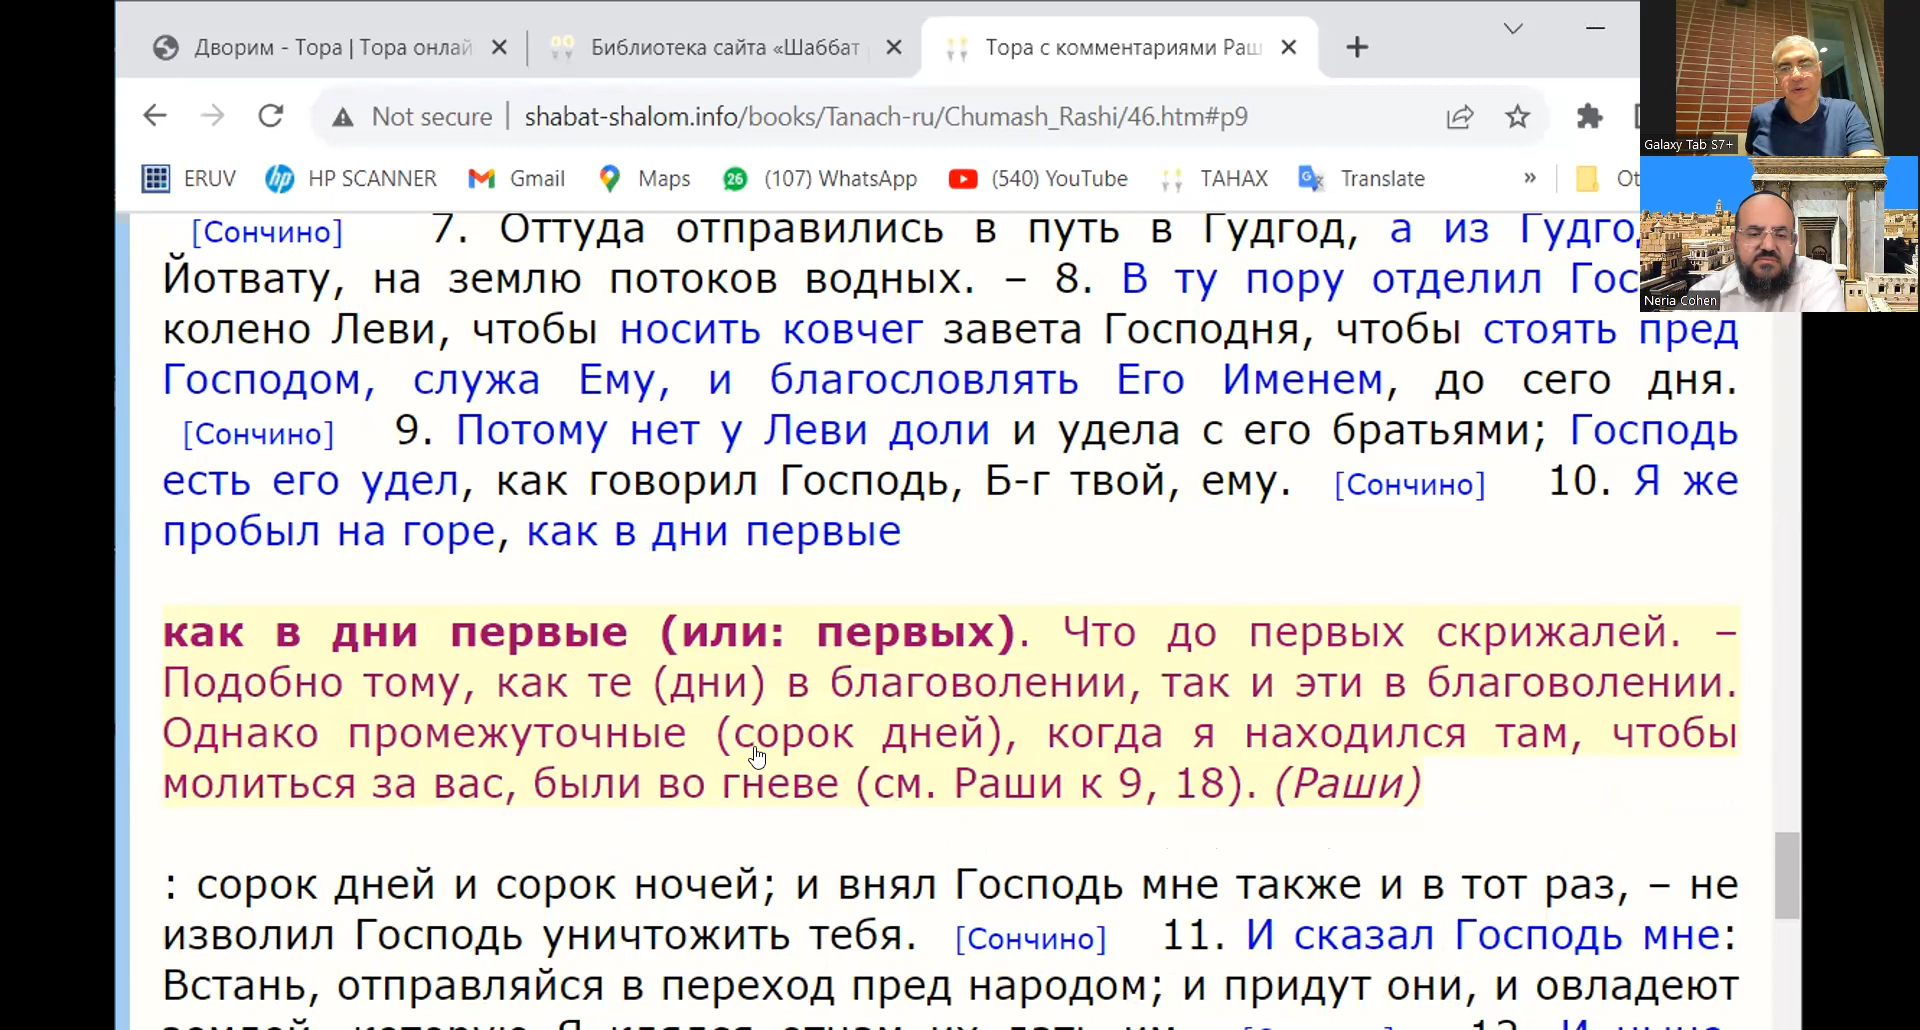 Дворим - Тора | Тора онлай
Библиотека сайта «Шаббат
Тора с комментариями Раш
Not secure | shabat-shalom.info/books/Tanach-ru/Chumash_Rashi/46.htm#p9
ERUV HP SCANNER Gmail Maps 26 (107) WhatsApp (540) YouTube ТАНАХ Translate » Ot
Galaxy Tab S7+
Neria Cohen
[Сончино] 7. Оттуда отправились в путь в Гудгод, а из Гудго
Йотвату, на землю потоков водных. – 8. В ту пору отделил Гос
колено Леви, чтобы носить ковчег завета Господня, чтобы стоять пред
Господом, служа Ему, и благословлять Его Именем, до сего дня.
[Сончино] 9. Потому нет у Леви доли и удела с его братьями; Господь
есть его удел, как говорил Господь, Б-г твой, ему. [Сончино] 10. Я же
пробыл на горе, как в дни первые
как в дни первые (или: первых). Что до первых скрижалей. –
Подобно тому, как те (дни) в благоволении, так и эти в благоволении.
Однако промежуточные (сорок дней), когда я находился там, чтобы
молиться за вас, были во гневе (см. Раши к 9, 18). (Раши)
: сорок дней и сорок ночей; и внял Господь мне также и в тот раз, – не
изволил Господь уничтожить тебя. [Сончино] 11. И сказал Господь мне:
Встань, отправляйся в переход пред народом; и придут они, и овладеют